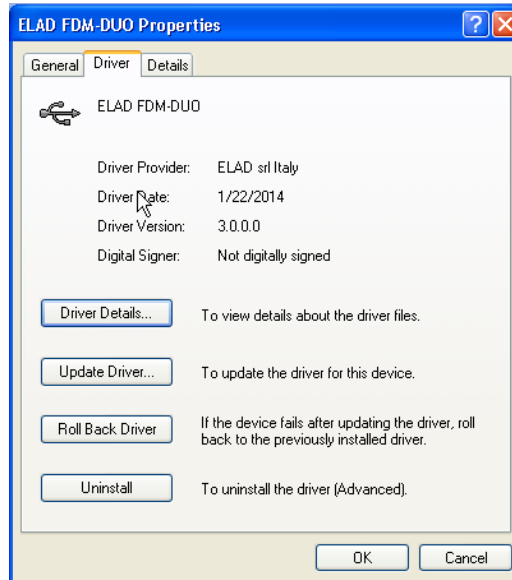 ELAD FDM-DUO Properties
General Driver Details
ELAD FDM-DUO
Driver Provider: ELAD srl Italy
Driver Date: 1/22/2014
Driver Version: 3.0.0.0
Digital Signer: Not digitally signed
Driver Details... To view details about the driver files.
Update Driver... To update the driver for this device.
Roll Back Driver If the device fails after updating the driver, roll
back to the previously installed driver.
Uninstall To uninstall the driver (Advanced).
OK Cancel